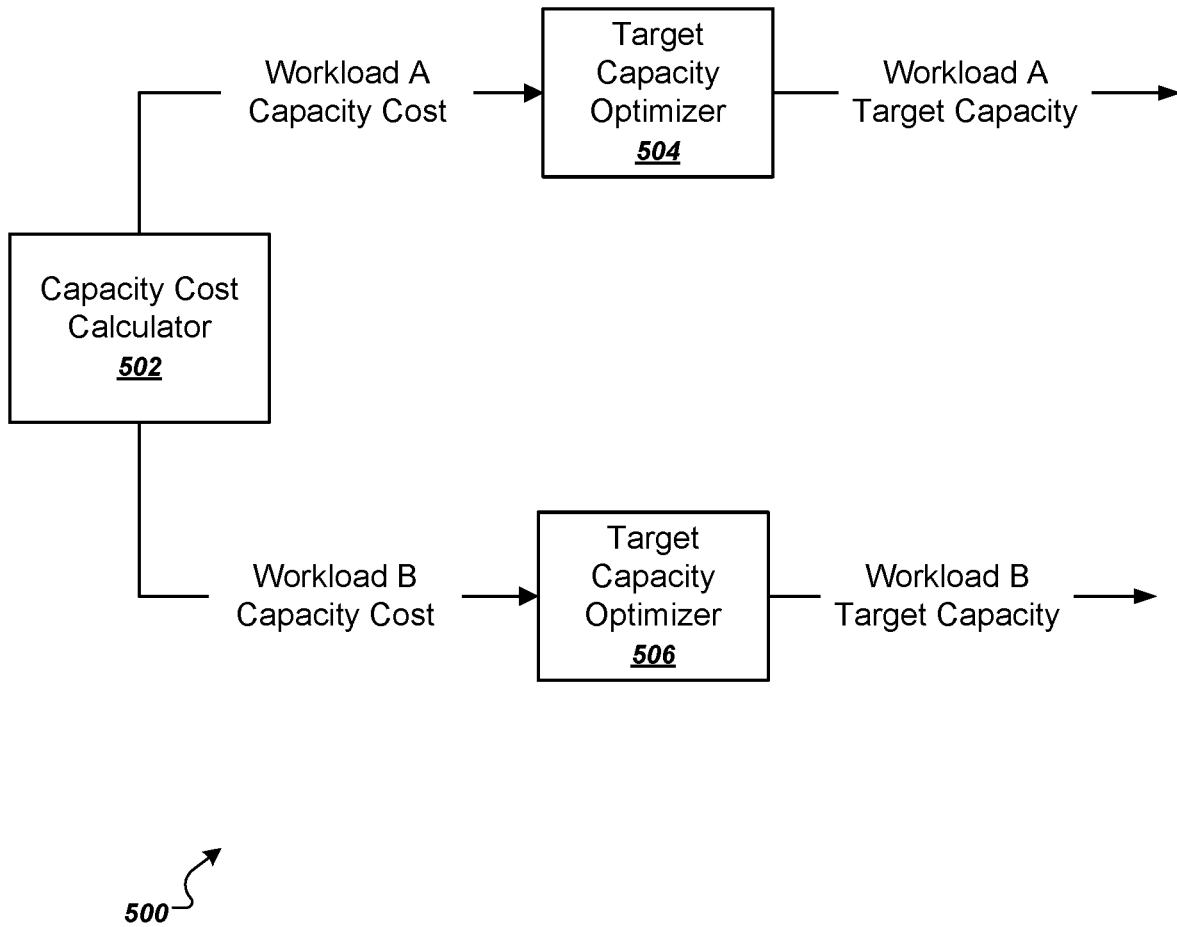 Workload A
Capacity Cost
Target
Capacity
Optimizer
504
Workload A
Target Capacity
Capacity Cost
Calculator
502
Workload B
Capacity Cost
Target
Capacity
Optimizer
506
Workload B
Target Capacity
500